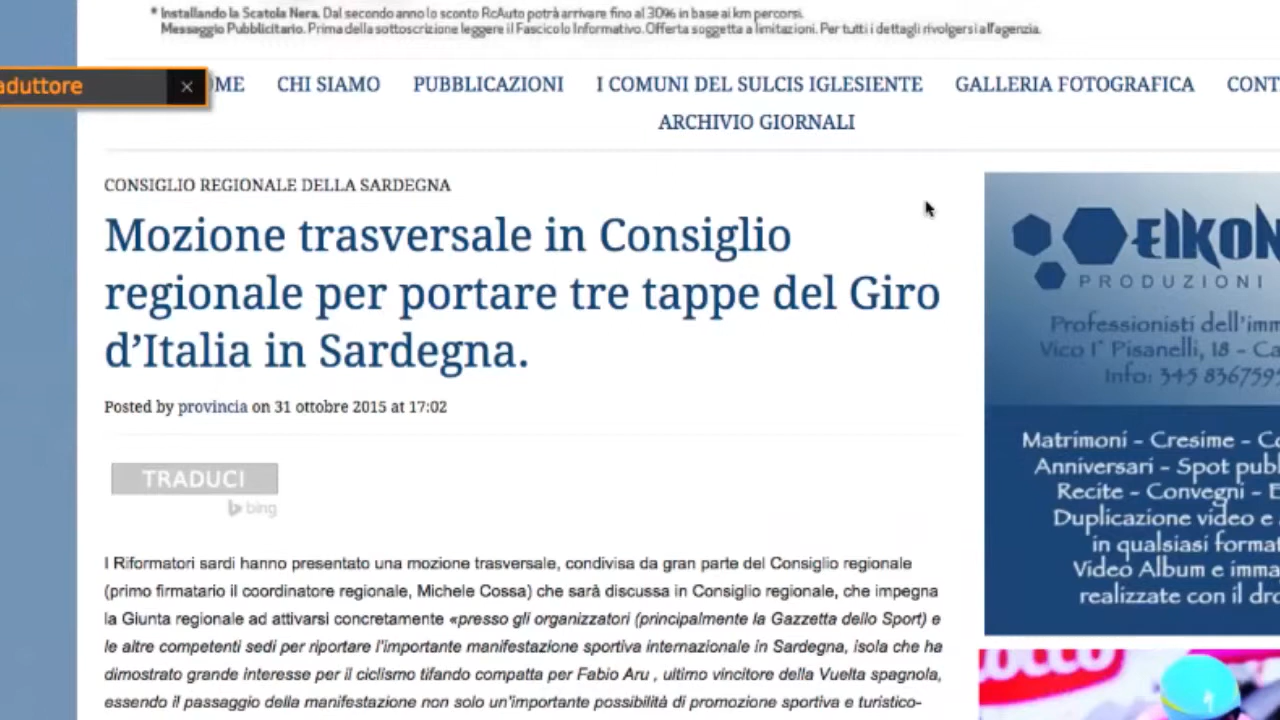 * Installando la Scatola Nera. Dal secondo anno lo sconto RcAuto potrà arrivare fino al 30% in base ai km percorsi.
Messaggio Pubblicitario. Prima della sottoscrizione leggere il Fascicolo Informativo. Offerta soggetta a limitazioni. Per tutti i dettagli rivolgersi all'agenzia.
aduttore ×
OME CHI SIAMO PUBBLICAZIONI I COMUNI DEL SULCIS IGLESIENTE GALLERIA FOTOGRAFICA CONT
ARCHIVIO GIORNALI
CONSIGLIO REGIONALE DELLA SARDEGNA
Mozione trasversale in Consiglio
regionale per portare tre tappe del Giro
d’Italia in Sardegna.
Posted by provincia on 31 ottobre 2015 at 17:02
TRADUCI
bing
I Riformatori sardi hanno presentato una mozione trasversale, condivisa da gran parte del Consiglio regionale
(primo firmatario il coordinatore regionale, Michele Cossa) che sarà discussa in Consiglio regionale, che impegna
la Giunta regionale ad attivarsi concretamente «presso gli organizzatori (principalmente la Gazzetta dello Sport) e
le altre competenti sedi per riportare l’importante manifestazione sportiva internazionale in Sardegna, isola che ha
dimostrato grande interesse per il ciclismo tifando compatta per Fabio Aru , ultimo vincitore della Vuelta spagnola,
essendo il passaggio della manifestazione non solo un’importante possibilità di promozione sportiva e turistico-
EIKON
PRODUZIONI
Professionisti dell'imm
Vico I° Pisanelli, 18 - Ca
Info: 345 8367595
Matrimoni - Cresime - Co
Anniversari - Spot pubb
Recite - Convegni - E
Duplicazione video e
in qualsiasi format
Video Album e imma
realizzate con il dro